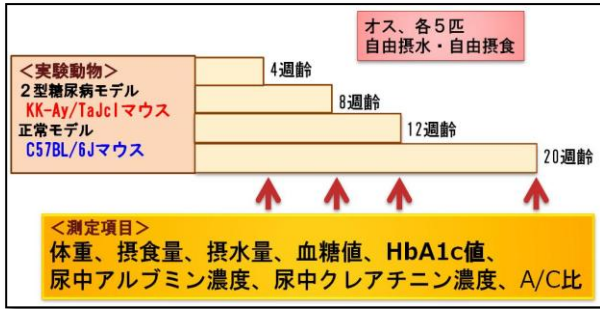 オス、各5匹
自由摂水・自由摂食
＜実験動物＞
2型糖尿病モデル
KK-Ay/TaJclマウス
正常モデル
C57BL/6Jマウス
4週齢
8週齢
12週齢
20週齢
＜測定項目＞
体重、摂食量、摂水量、血糖値、HbA1c値、
尿中アルブミン濃度、尿中クレアチニン濃度、A/C比